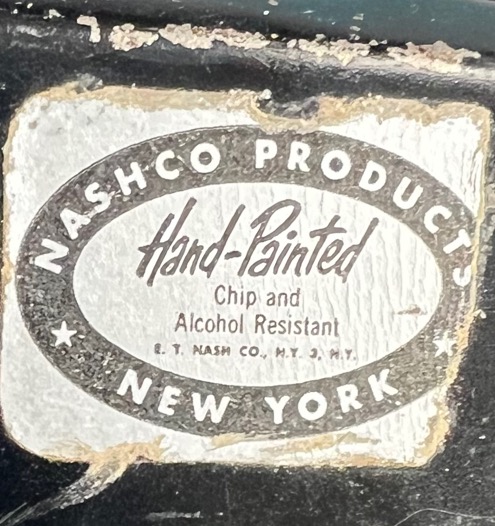 NASHCO PRODUCTS
Hand-Painted
Chip and
Alcohol Resistant
E. T. NASH CO., N.Y. 3, N.Y.
NEW YORK